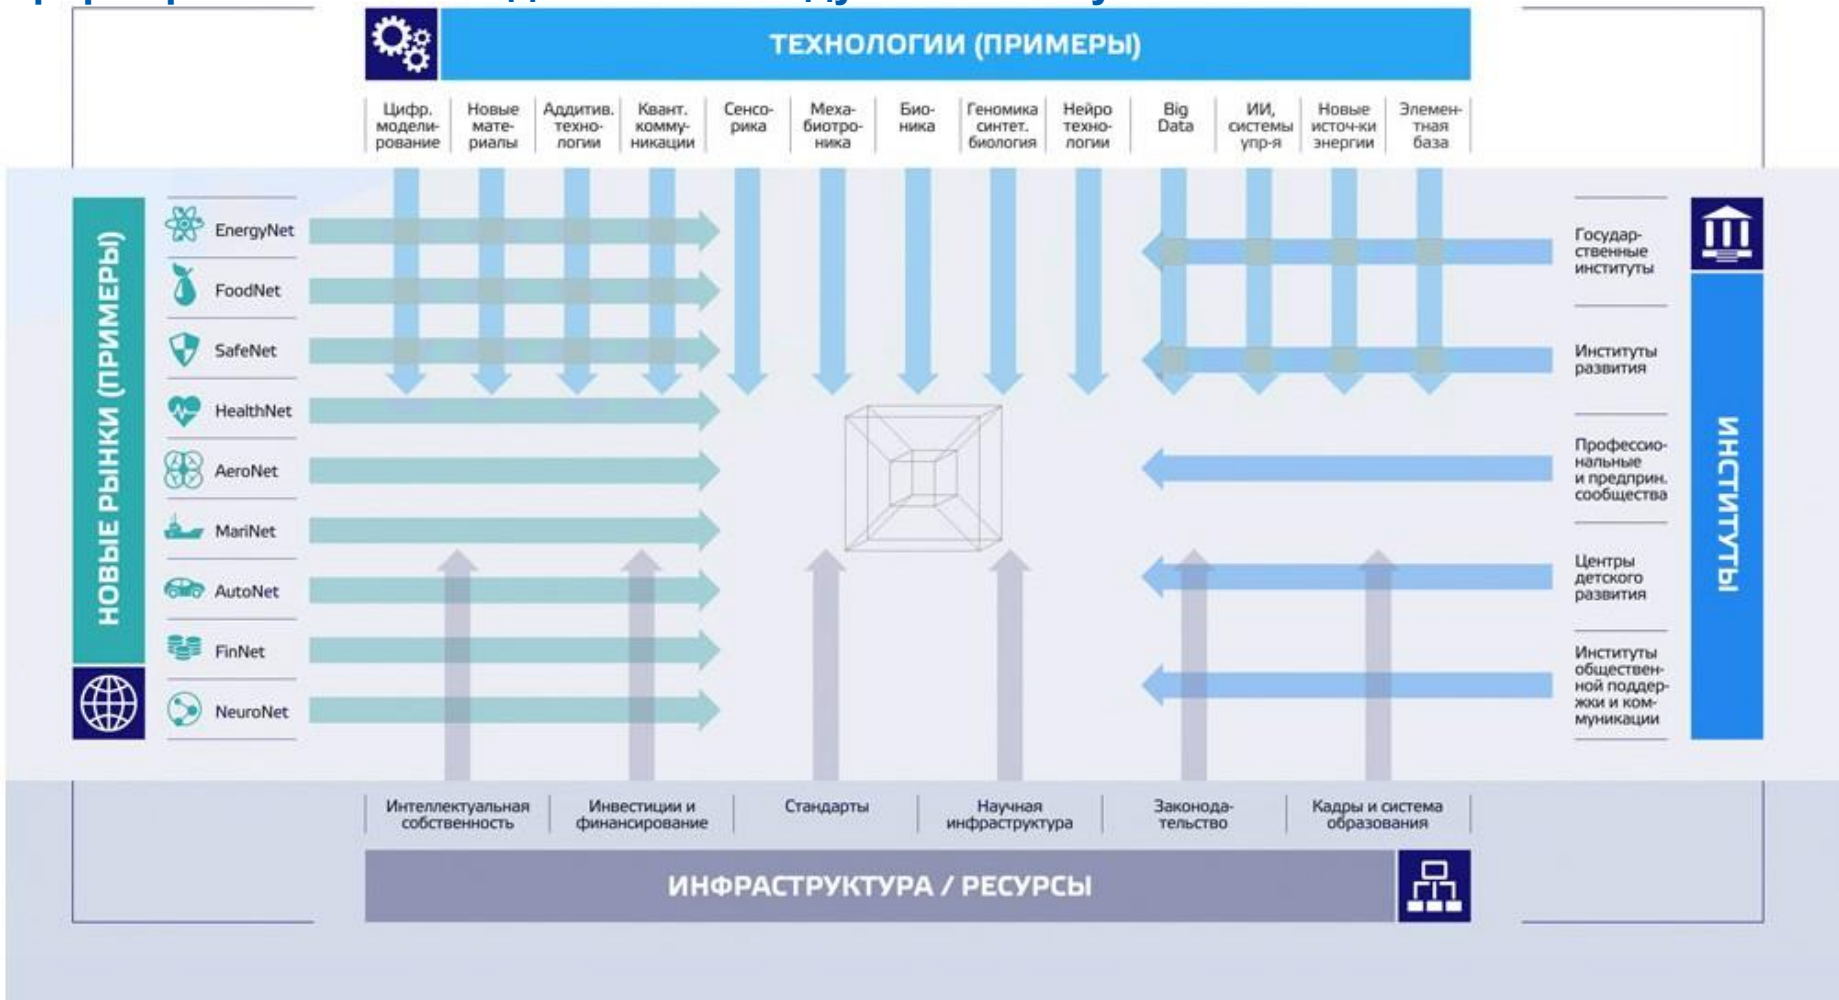 ТЕХНОЛОГИИ (ПРИМЕРЫ)
Цифр.
модели-
рование
Новые
мате-
риалы
Аддитив.
техно-
логии
Квант.
комму-
никации
Сенсо-
рика
Меха-
биотро-
ника
Био-
ника
Геномика
синтет.
биология
Нейро
техно-
логии
Big
Data
ИИ,
системы
упр-я
Новые
источ-ки
энергии
Элемен-
тная
база
НОВЫЕ РЫНКИ (ПРИМЕРЫ)
EnergyNet
FoodNet
SafeNet
HealthNet
AeroNet
MariNet
AutoNet
FinNet
NeuroNet
Государ-
ственные
институты
Институты
развития
Профессио-
нальные
и предприн.
сообщества
Центры
детского
развития
Институты
обществен-
ной поддер-
жки и ком-
муникации
ИНСТИТУТЫ
Интеллектуальная
собственность
Инвестиции и
финансирование
Стандарты
Научная
инфраструктура
Законода-
тельство
Кадры и система
образования
ИНФРАСТРУКТУРА / РЕСУРСЫ